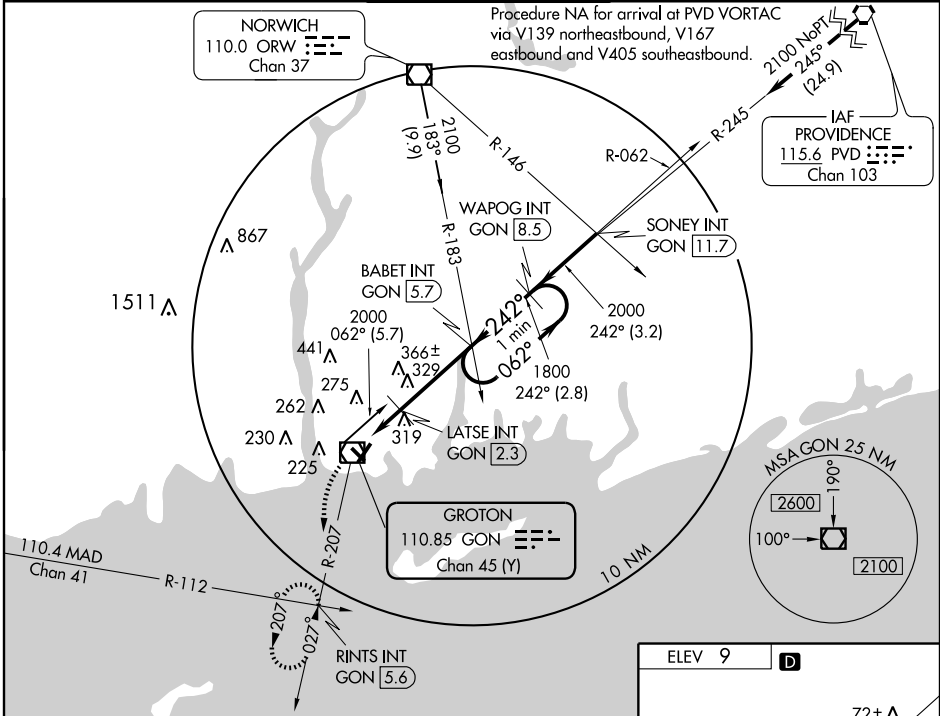 NORWICH
110.0 ORW
Chan 37
Procedure NA for arrival at PVD VORTAC
via V139 northeastbound, V167
eastbound and V405 southeastbound.
2100 NoPT
245°
(24.9)
R-245
IAF
PROVIDENCE
115.6 PVD
Chan 103
2100
183°
(9.9)
R-146
R-062
R-183
WAPOG INT
GON 8.5
SONEY INT
GON 11.7
867
BABET INT
GON 5.7
1511
2000
242° (3.2)
242°
1 min
062°
1800
242° (2.8)
2000
062° (5.7)
441
366±
329
275
262
319
230
225
LATSE INT
GON 2.3
MSA GON 25 NM
190°
2600
100°
2100
GROTON
110.85 GON
Chan 45 (Y)
R-207
10 NM
110.4 MAD
Chan 41
R-112
207°
027°
RINTS INT
GON 5.6
ELEV 9
D
72±